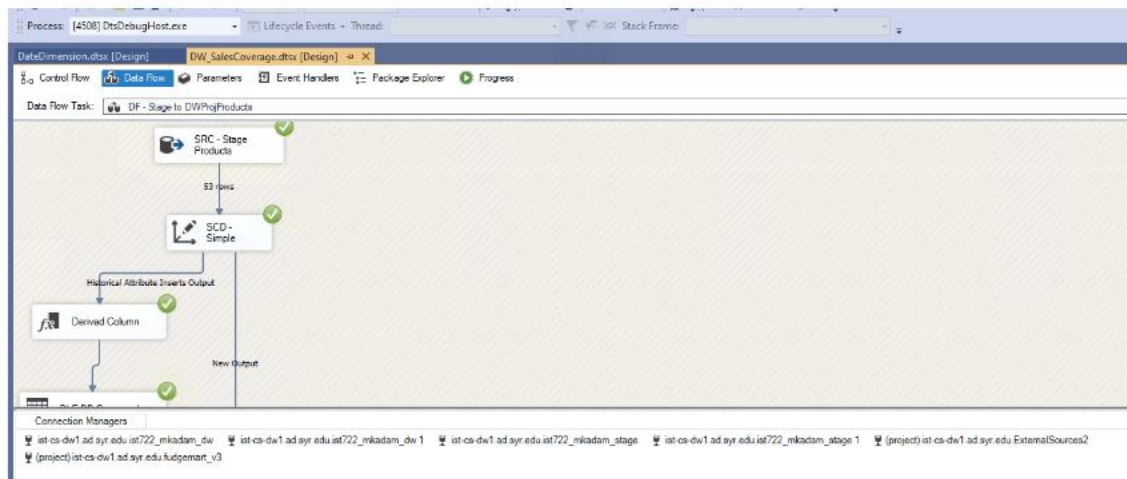 Process: [4508] DtsDebugHost.exe Lifecycle Events Thread: Stack Frame:
DateDimension.dtsx [Design] DW_SalesCoverage.dtsx [Design]
Control Flow Data Flow Parameters Event Handlers Package Explorer Progress
Data Flow Task: DF - Stage to DWProjProducts
SRC - Stage
Products
53 rows
SCD -
Simple
Historical Attribute Inserts Output
Derived Column
New Output
Connection Managers
ist-cs-dw1.ad.syr.edu.ist722_mkadam_dw ist-cs-dw1.ad.syr.edu.ist722_mkadam_dw 1 ist-cs-dw1.ad.syr.edu.ist722_mkadam_stage ist-cs-dw1.ad.syr.edu.ist722_mkadam_stage 1 (project) ist-cs-dw1.ad.syr.edu.ExternalSources2
(project) ist-cs-dw1.ad.syr.edu.fudgemart_v3